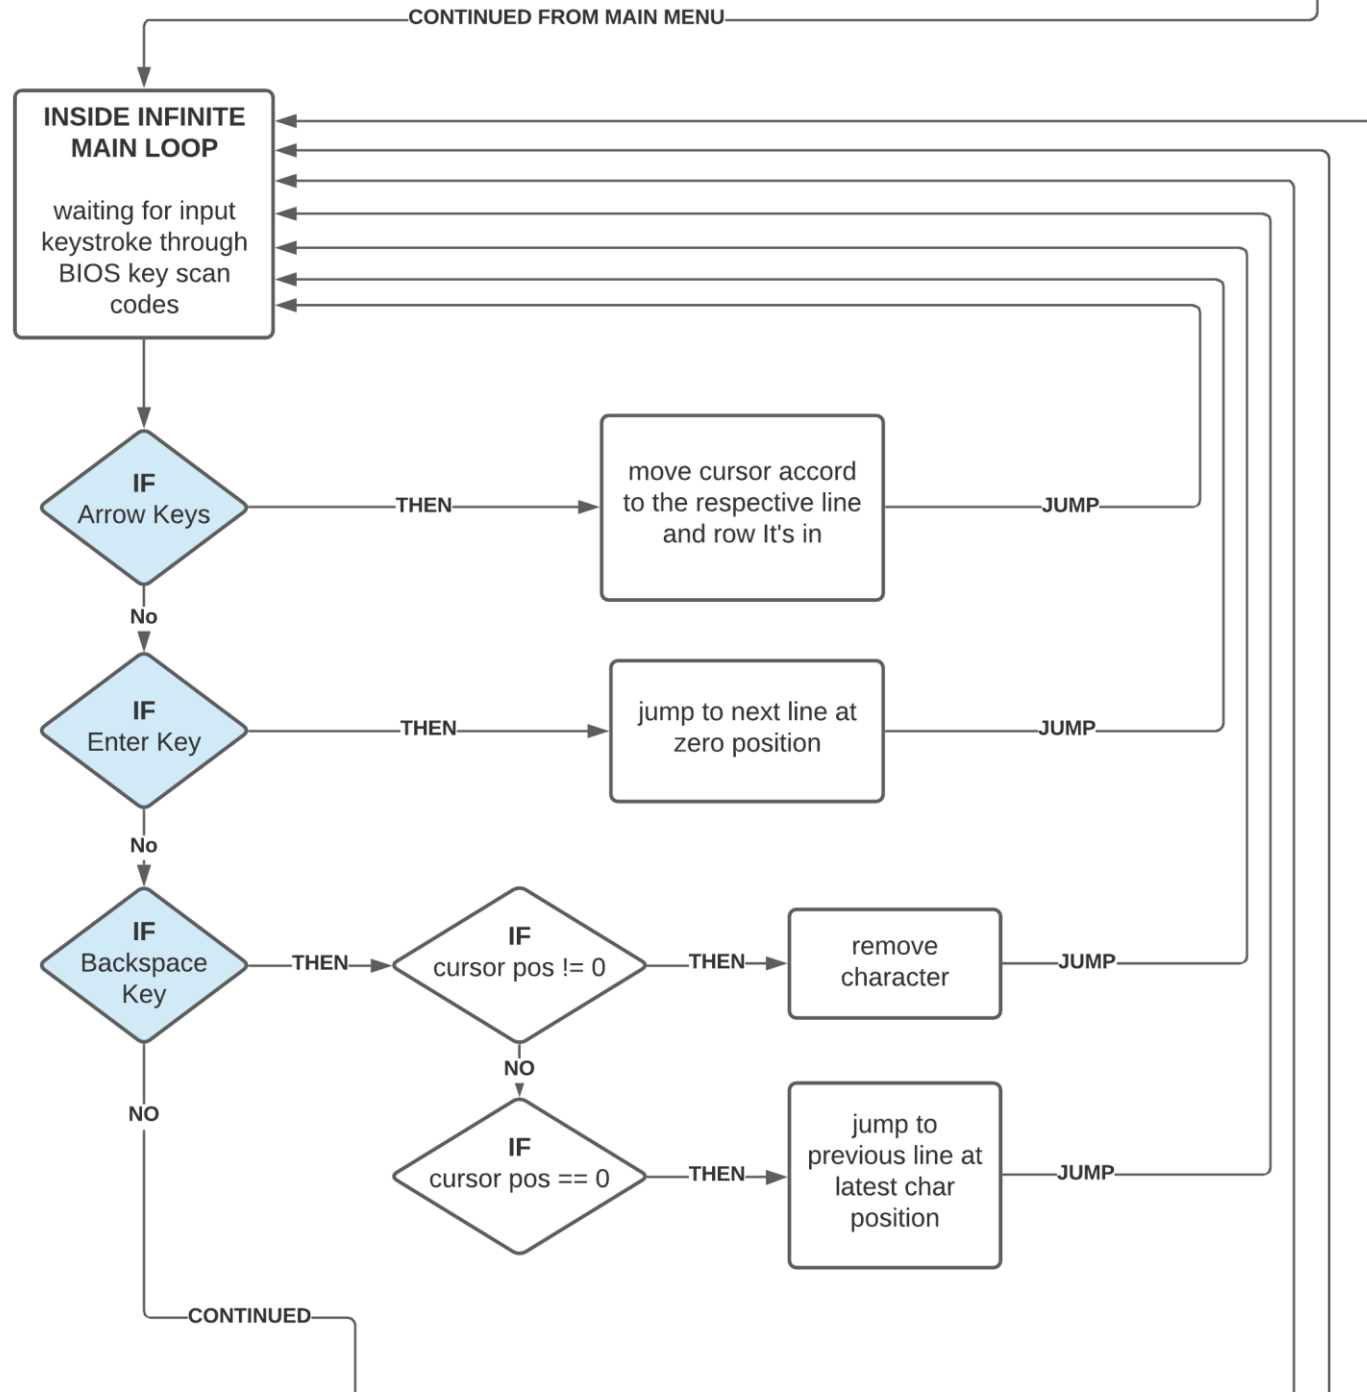 CONTINUED FROM MAIN MENU
INSIDE INFINITE
MAIN LOOP
waiting for input
keystroke through
BIOS key scan
codes
IF
Arrow Keys
THEN
move cursor accord
to the respective line
and row It's in
JUMP
No
IF
Enter Key
THEN
jump to next line at
zero position
JUMP
No
IF
Backspace
Key
THEN
IF
cursor pos != 0
THEN
remove
character
JUMP
NO
NO
IF
cursor pos == 0
THEN
jump to
previous line at
latest char
position
JUMP
CONTINUED